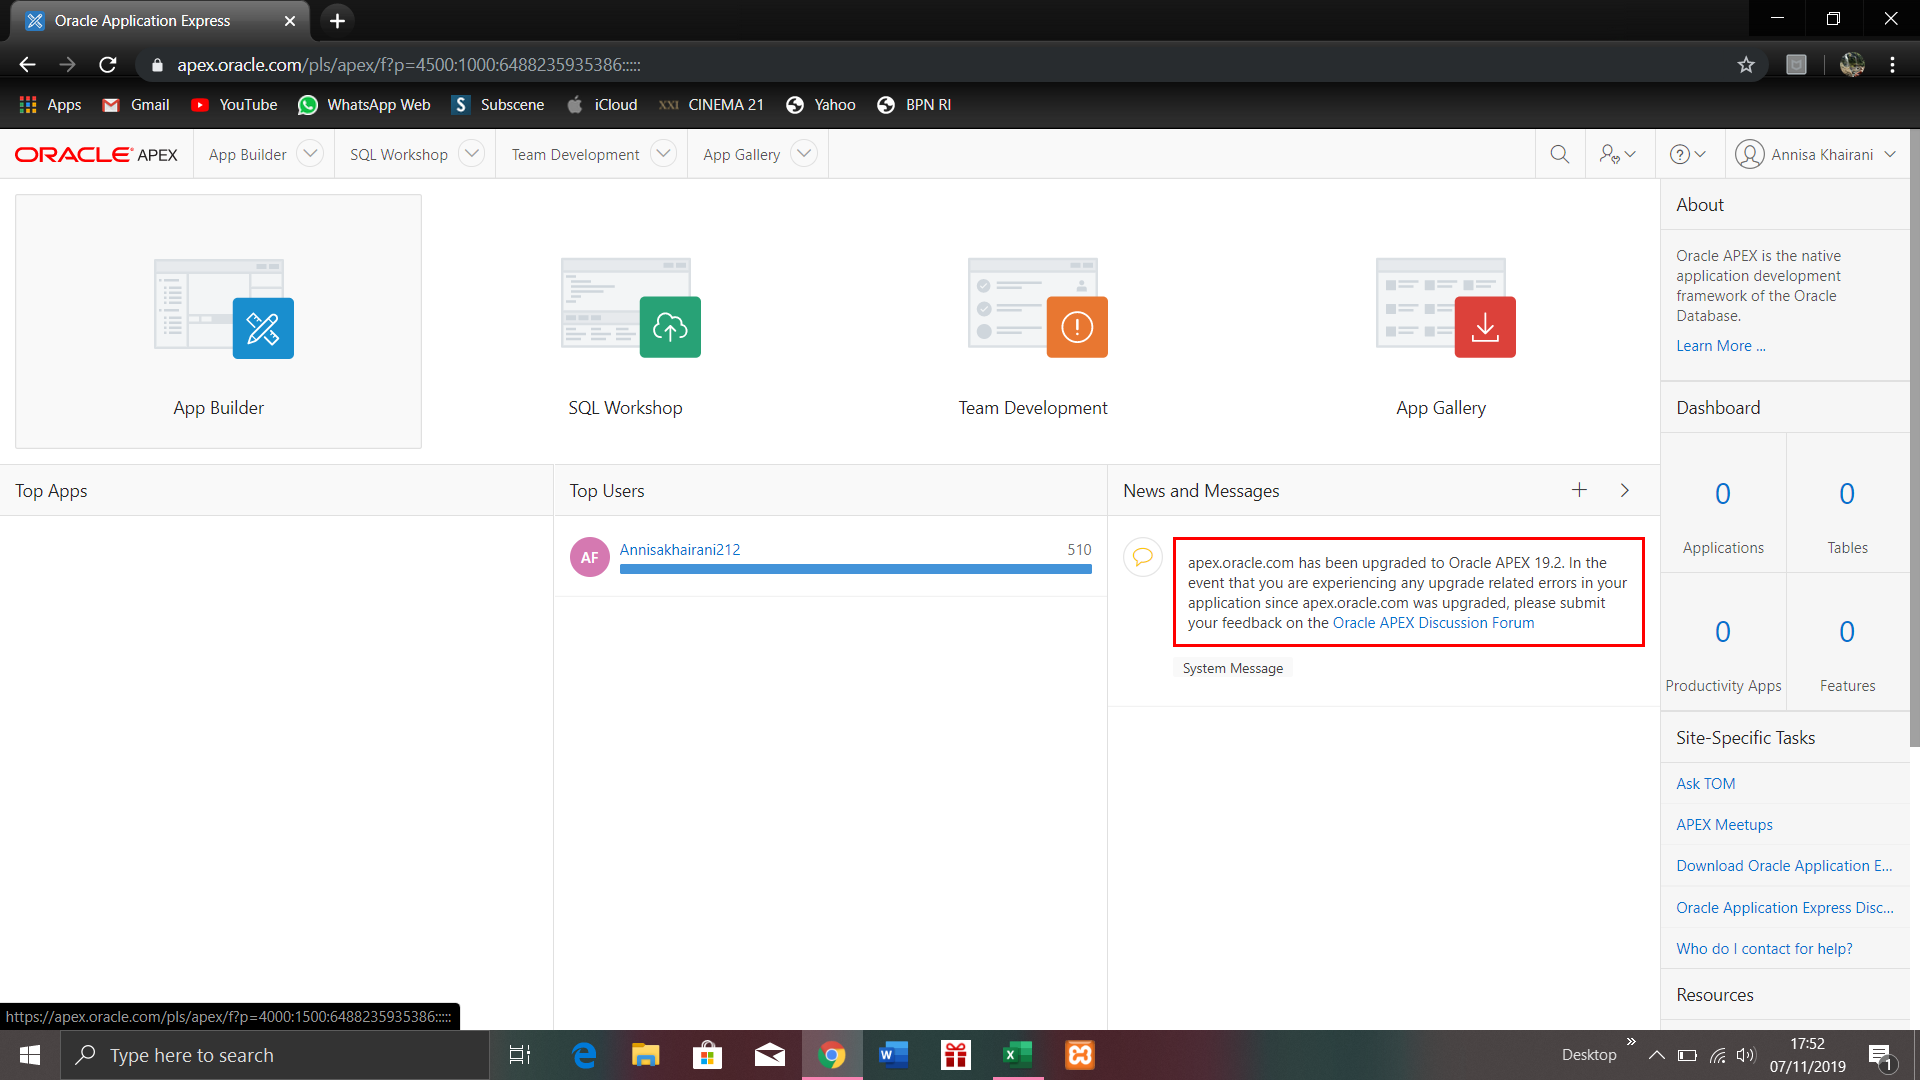 Oracle Application Express
apex.oracle.com/pls/apex/f?p=4500:1000:6488235935386:::::
Apps Gmail YouTube WhatsApp Web S Subscene iCloud XXI CINEMA 21 Yahoo BPN RI
ORACLE APEX App Builder SQL Workshop Team Development App Gallery ? Annisa Khairani
App Builder
SQL Workshop
Team Development
App Gallery
About
Oracle APEX is the native
application development
framework of the Oracle
Database.
Learn More ...
Dashboard
0 0
Applications Tables
0 0
Productivity Apps Features
Top Apps
Top Users
AF Annisakhairani212 510
News and Messages
apex.oracle.com has been upgraded to Oracle APEX 19.2. In the
event that you are experiencing any upgrade related errors in your
application since apex.oracle.com was upgraded, please submit
your feedback on the Oracle APEX Discussion Forum
System Message
Site-Specific Tasks
Ask TOM
APEX Meetups
Download Oracle Application E...
Oracle Application Express Disc...
Who do I contact for help?
Resources
https://apex.oracle.com/pls/apex/f?p=4000:1500:6488235935386:::::
Type here to search
Desktop
17:52
07/11/2019
1